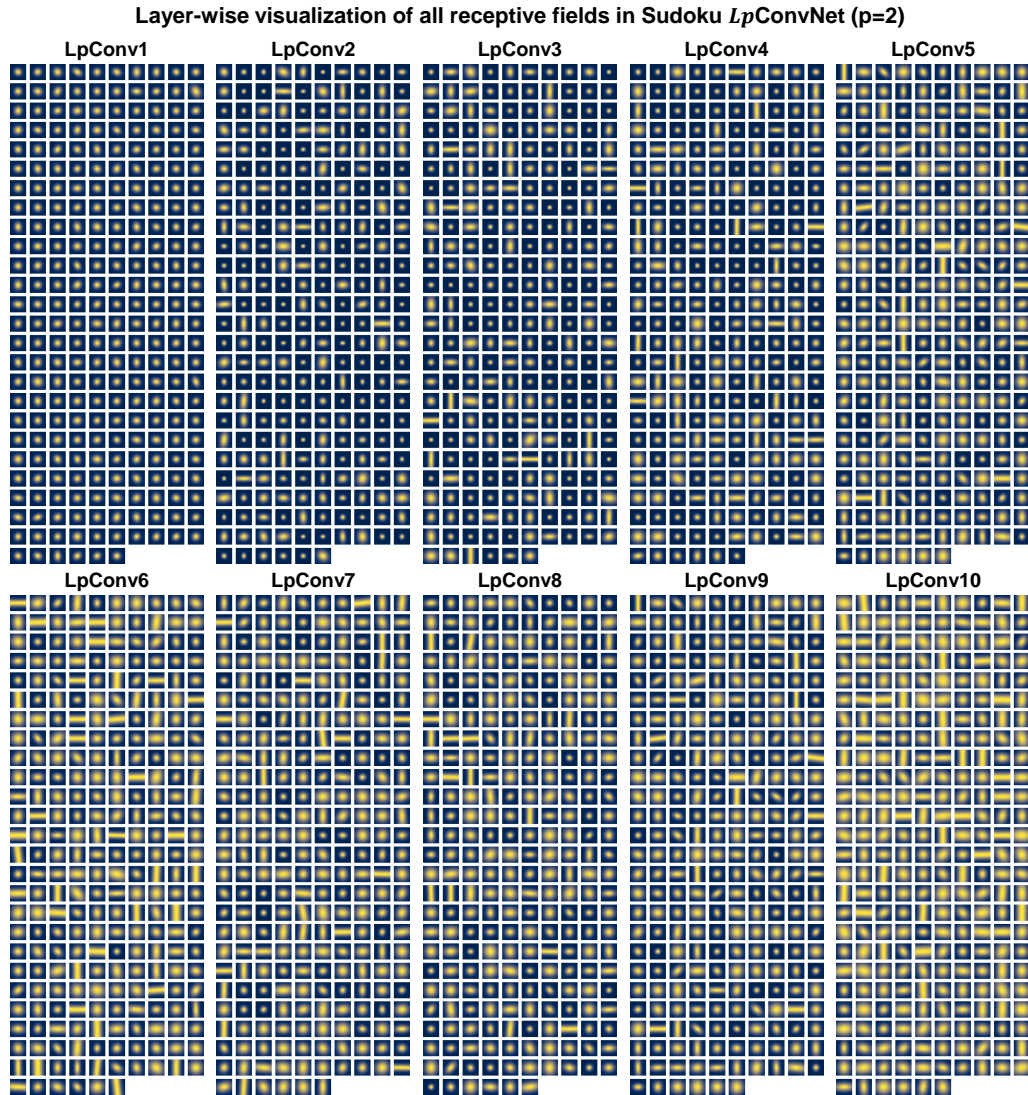 Layer-wise visualization of all receptive fields in Sudoku LpConvNet (p=2)
LpConv1 LpConv2 LpConv3 LpConv4 LpConv5
LpConv6 LpConv7 LpConv8 LpConv9 LpConv10